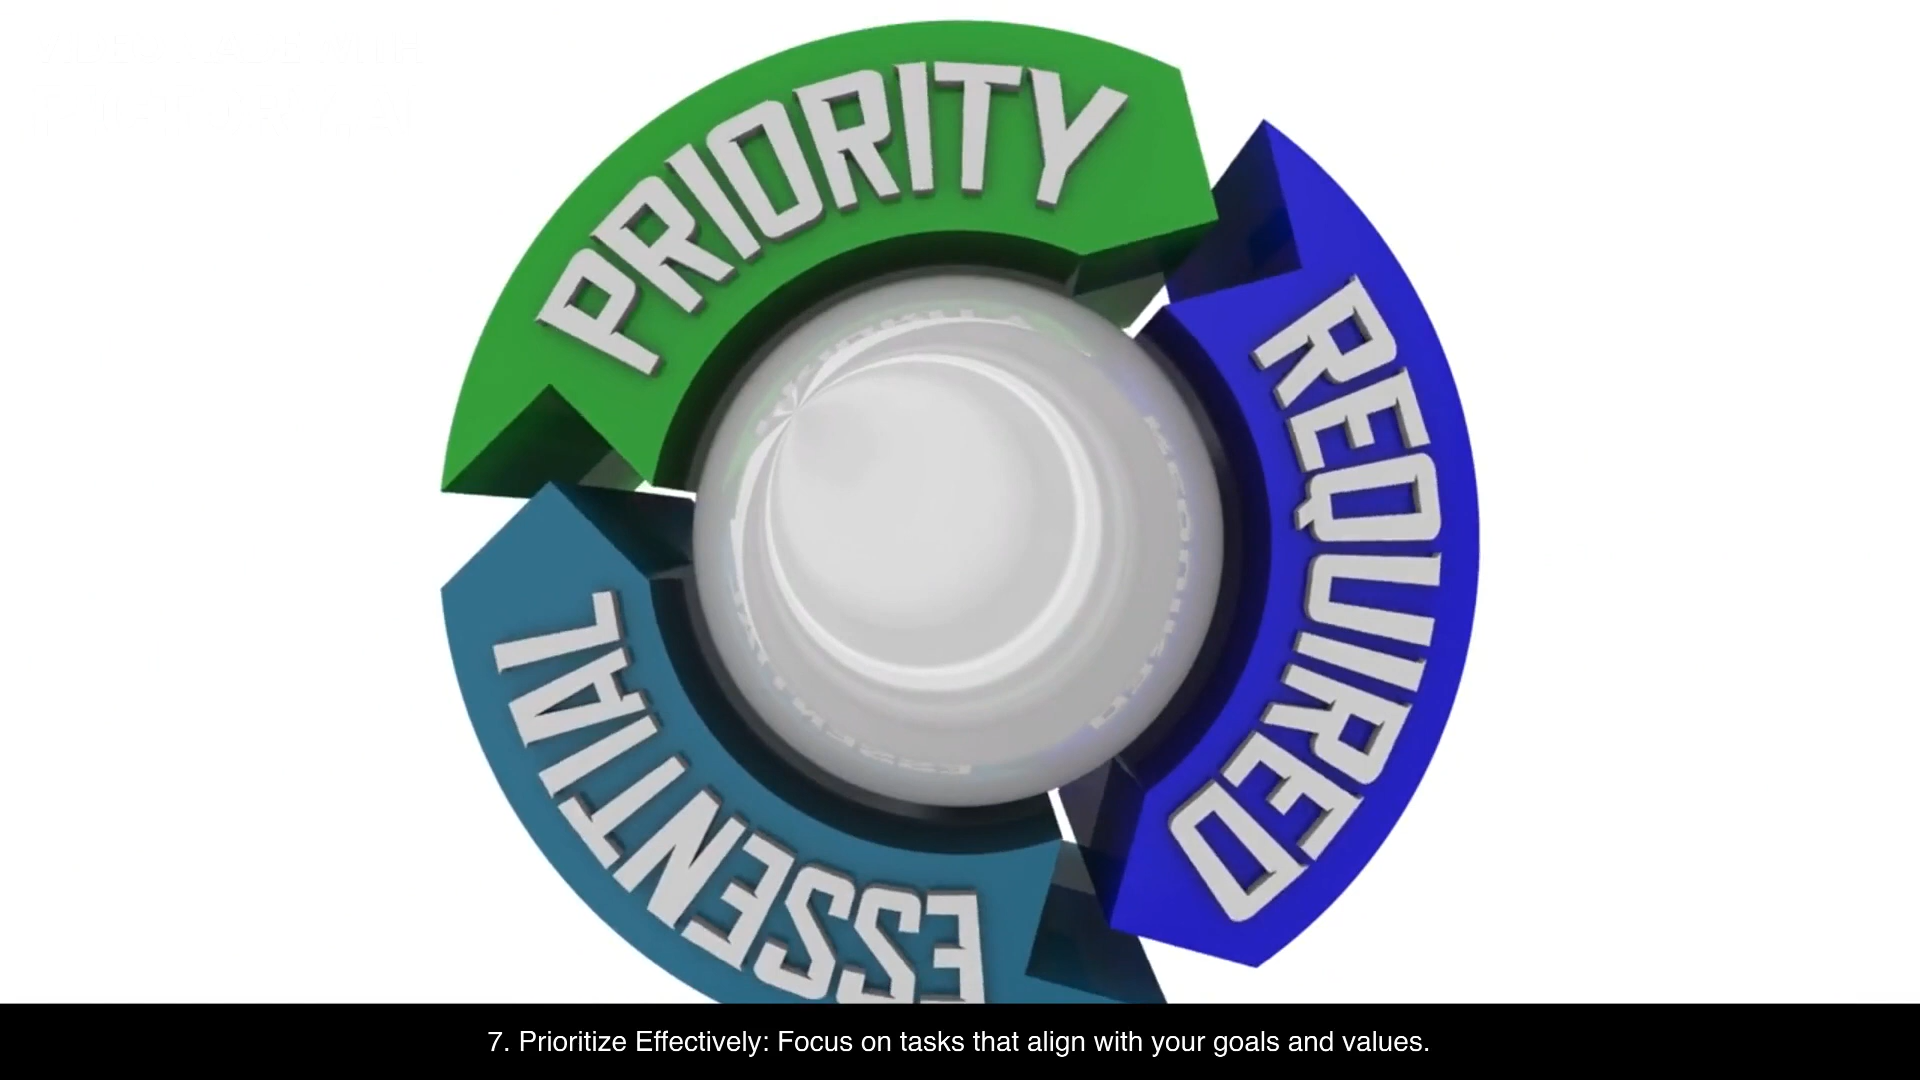 PRIORITY
REQUIRED
ESSENTIAL
7. Prioritize Effectively: Focus on tasks that align with your goals and values.